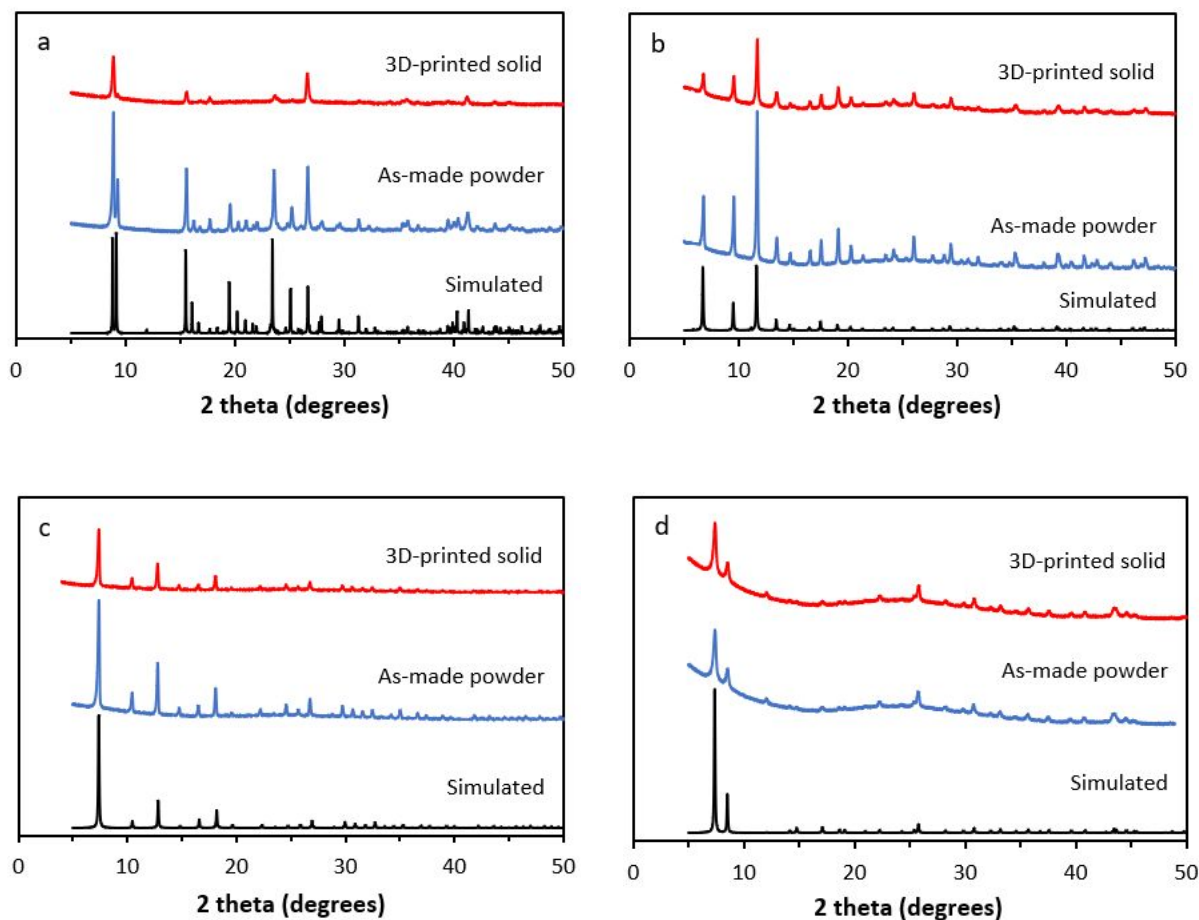 a
3D-printed solid
As-made powder
Simulated
10 20 30 40 50
2 theta (degrees)
b
3D-printed solid
As-made powder
Simulated
0 10 20 30 40 50
2 theta (degrees)
c
3D-printed solid
As-made powder
Simulated
0 10 20 30 40 50
2 theta (degrees)
d
3D-printed solid
As-made powder
Simulated
0 10 20 30 40 50
2 theta (degrees)